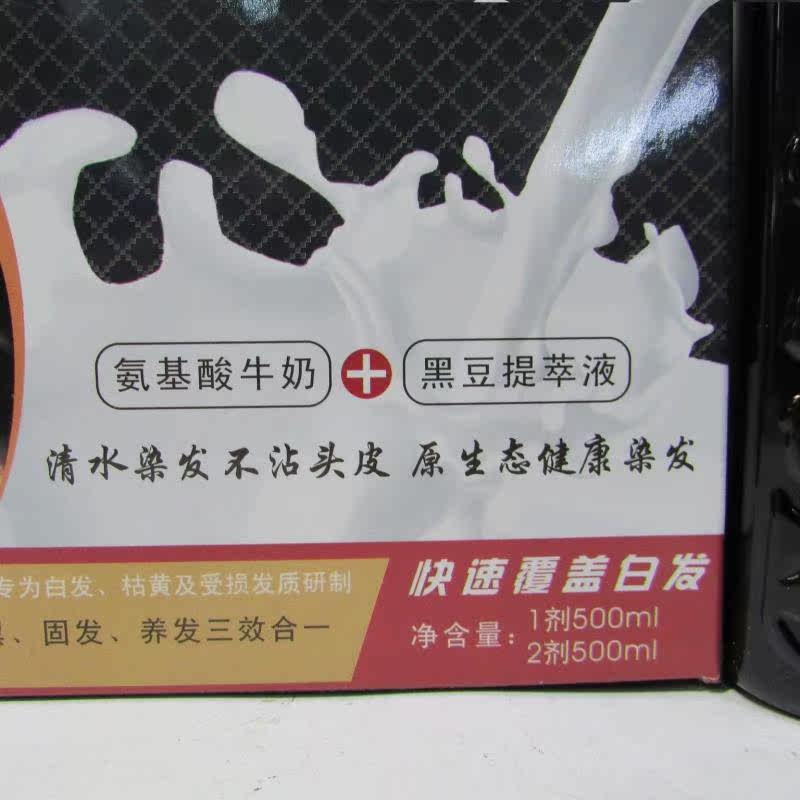 氨基酸牛奶 + 黑豆提萃液
清水染发不沾头皮 原生态健康染发
专为白发、枯黄及受损发质研制
、固发、养发三效合一
快速覆盖白发
净含量：1剂500ml
2剂500ml